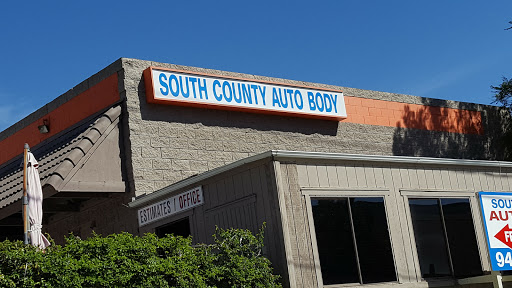 SOUTH COUNTY AUTO BODY
ESTIMATES / OFFICE